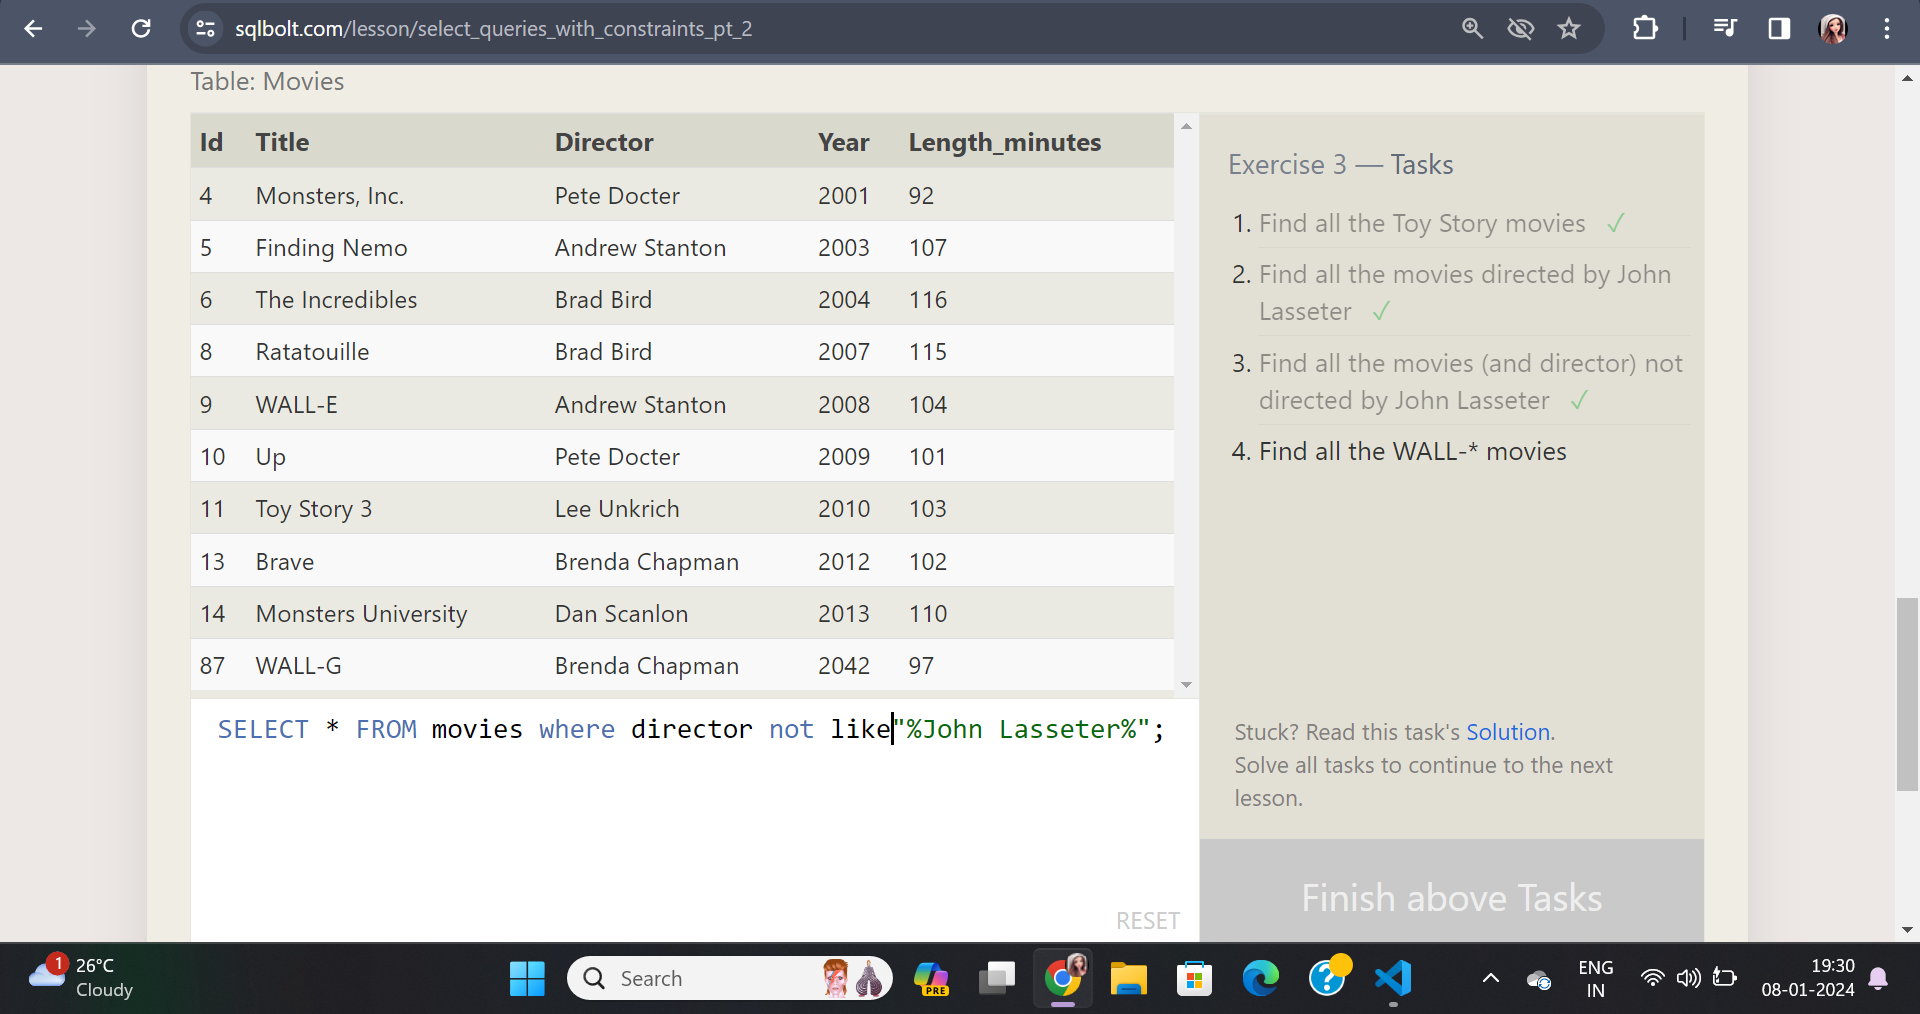 sqlbolt.com/lesson/select_queries_with_constraints_pt_2
Table: Movies
Id Title Director Year Length_minutes
4 Monsters, Inc. Pete Docter 2001 92
5 Finding Nemo Andrew Stanton 2003 107
6 The Incredibles Brad Bird 2004 116
8 Ratatouille Brad Bird 2007 115
9 WALL-E Andrew Stanton 2008 104
10 Up Pete Docter 2009 101
11 Toy Story 3 Lee Unkrich 2010 103
13 Brave Brenda Chapman 2012 102
14 Monsters University Dan Scanlon 2013 110
87 WALL-G Brenda Chapman 2042 97
SELECT * FROM movies where director not like"%John Lasseter%";
RESET
Exercise 3 — Tasks
1. Find all the Toy Story movies ✓
2. Find all the movies directed by John
Lasseter ✓
3. Find all the movies (and director) not
directed by John Lasseter ✓
4. Find all the WALL-* movies
Stuck? Read this task's Solution.
Solve all tasks to continue to the next
lesson.
Finish above Tasks
1
26°C
Cloudy
Search
PRE
ENG
IN
19:30
08-01-2024